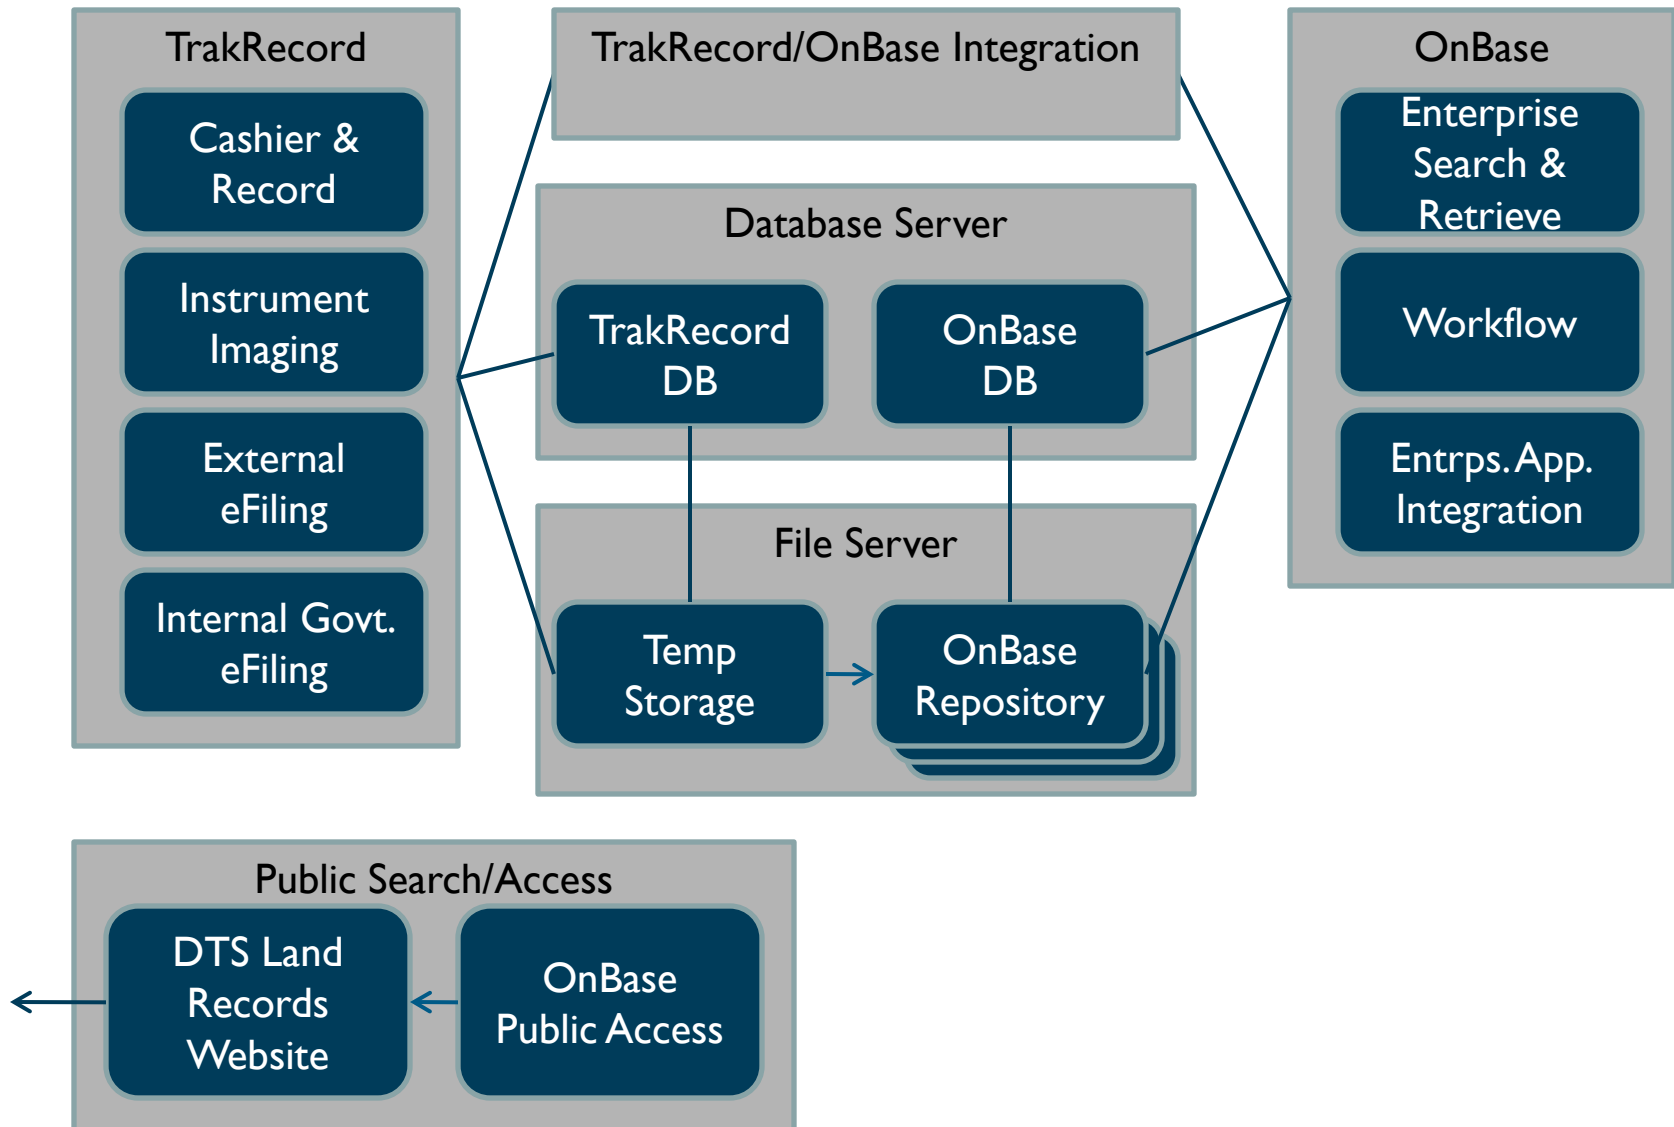 TrakRecord
Cashier &
Record
Instrument
Imaging
External
eFiling
Internal Govt.
eFiling
TrakRecord/OnBase Integration
Database Server
TrakRecord
DB
OnBase
DB
File Server
Temp
Storage
OnBase
Repository
OnBase
Enterprise
Search &
Retrieve
Workflow
Entrps. App.
Integration
Public Search/Access
DTS Land
Records
Website
OnBase
Public Access